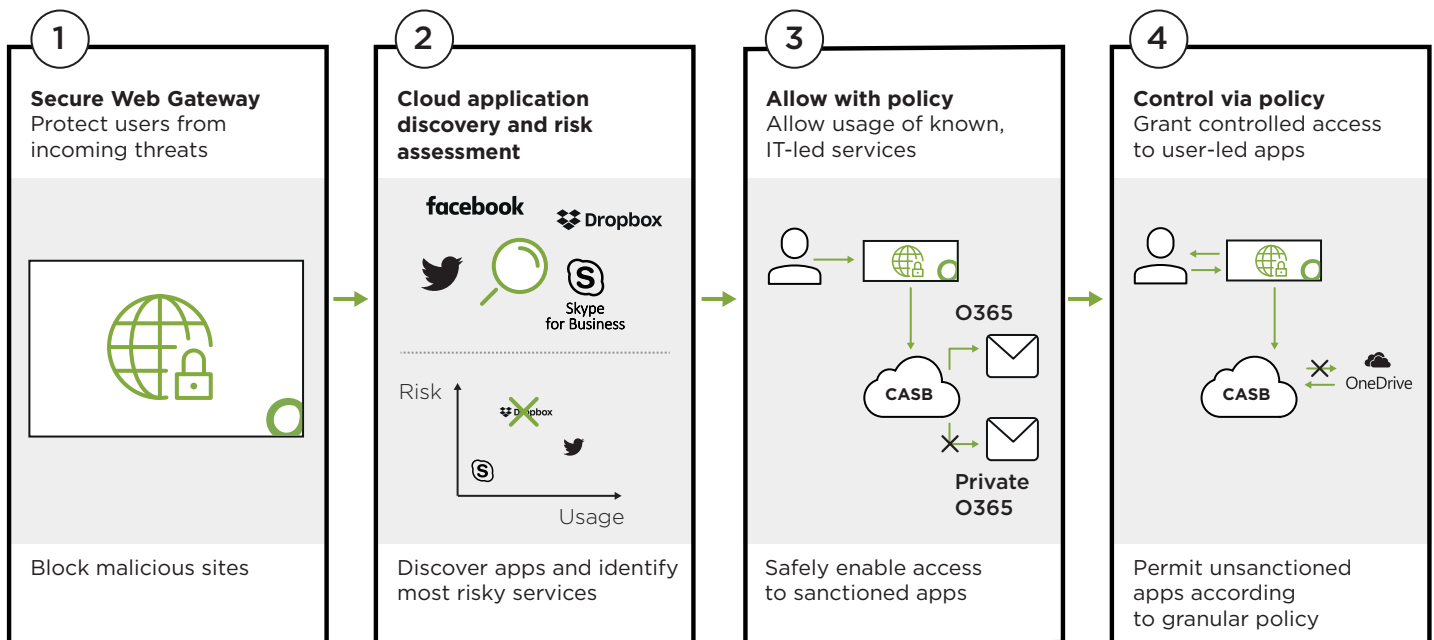 1
Secure Web Gateway
Protect users from
incoming threats
Block malicious sites
2
Cloud application
discovery and risk
assessment
facebook
Dropbox
S
Skype
for Business
Risk
Dropbox
S
Usage
Discover apps and identify
most risky services
3
Allow with policy
Allow usage of known,
IT-led services
O365
CASB
Private
O365
Safely enable access
to sanctioned apps
4
Control via policy
Grant controlled access
to user-led apps
CASB
OneDrive
Permit unsanctioned
apps according
to granular policy